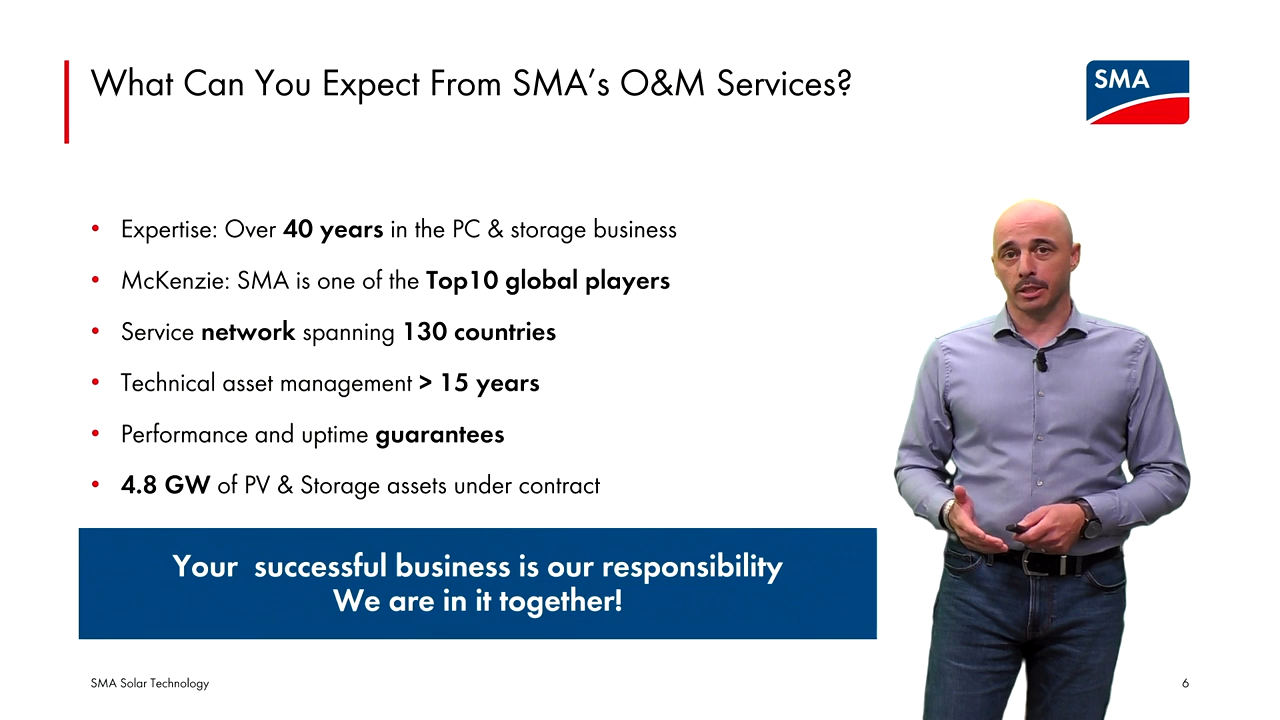 What Can You Expect From SMA's O&M Services?
SMA
• Expertise: Over 40 years in the PC & storage business
• McKenzie: SMA is one of the Top10 global players
• Service network spanning 130 countries
• Technical asset management > 15 years
• Performance and uptime guarantees
• 4.8 GW of PV & Storage assets under contract
Your successful business is our responsibility
We are in it together!
SMA Solar Technology
6